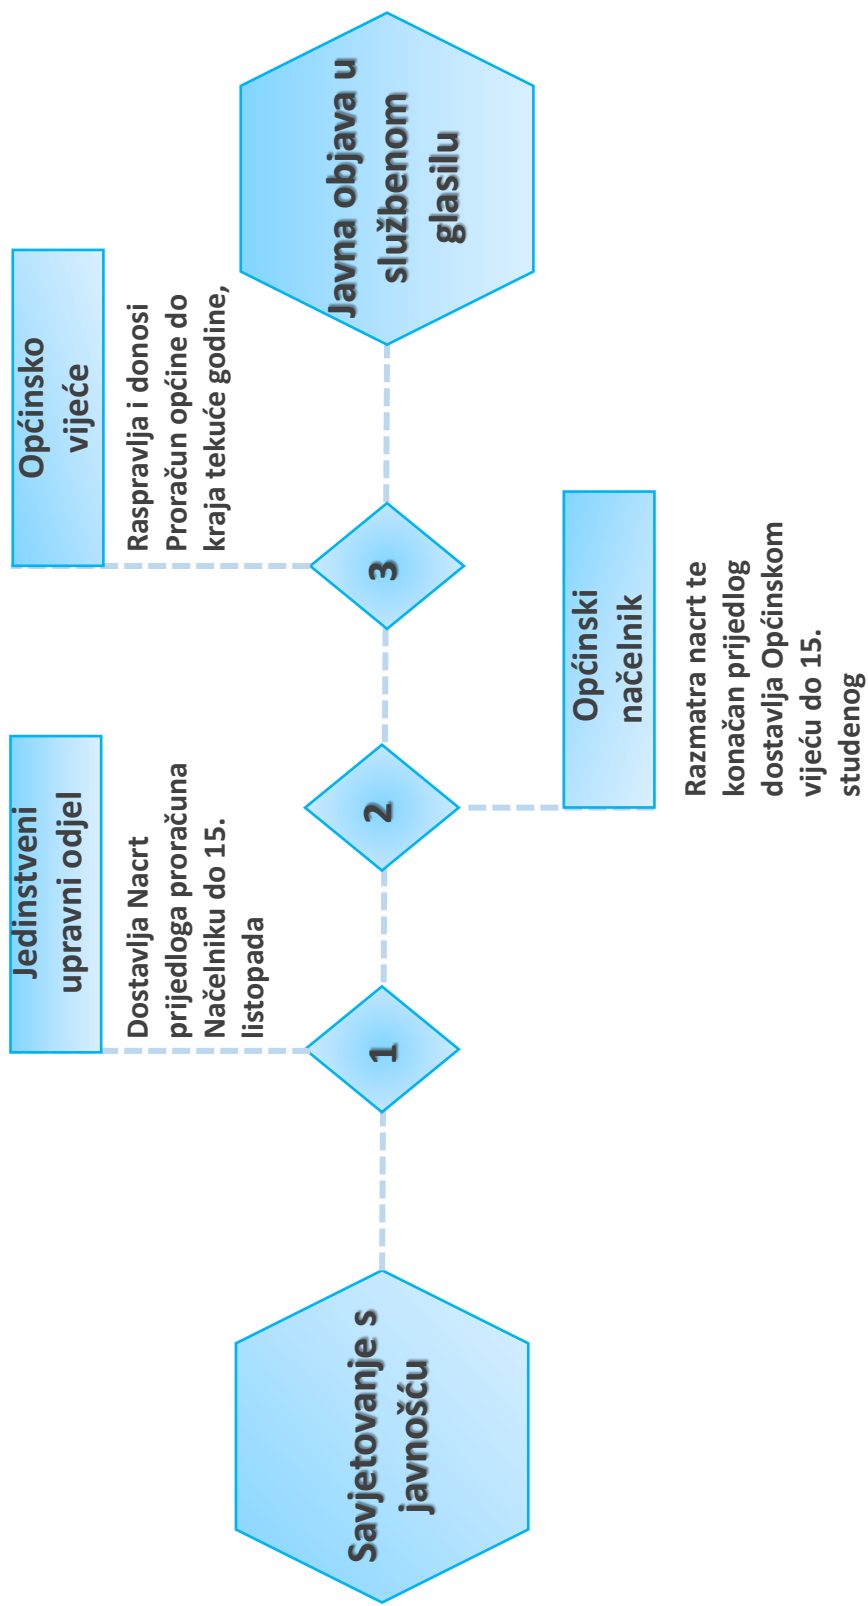 Savjetovanje s
javnošću
1
Jedinstveni
upravni odjel
Dostavlja Nacrt
prijedloga proračuna
Načelniku do 15.
listopada
2
Općinski
načelnik
Razmatra nacrt te
konačan prijedlog
dostavlja Općinskom
vijeću do 15.
studenog
3
Općinsko
vijeće
Raspravlja i donosi
Proračun općine do
kraja tekuće godine,
Javna objava u
službenom
glasilu